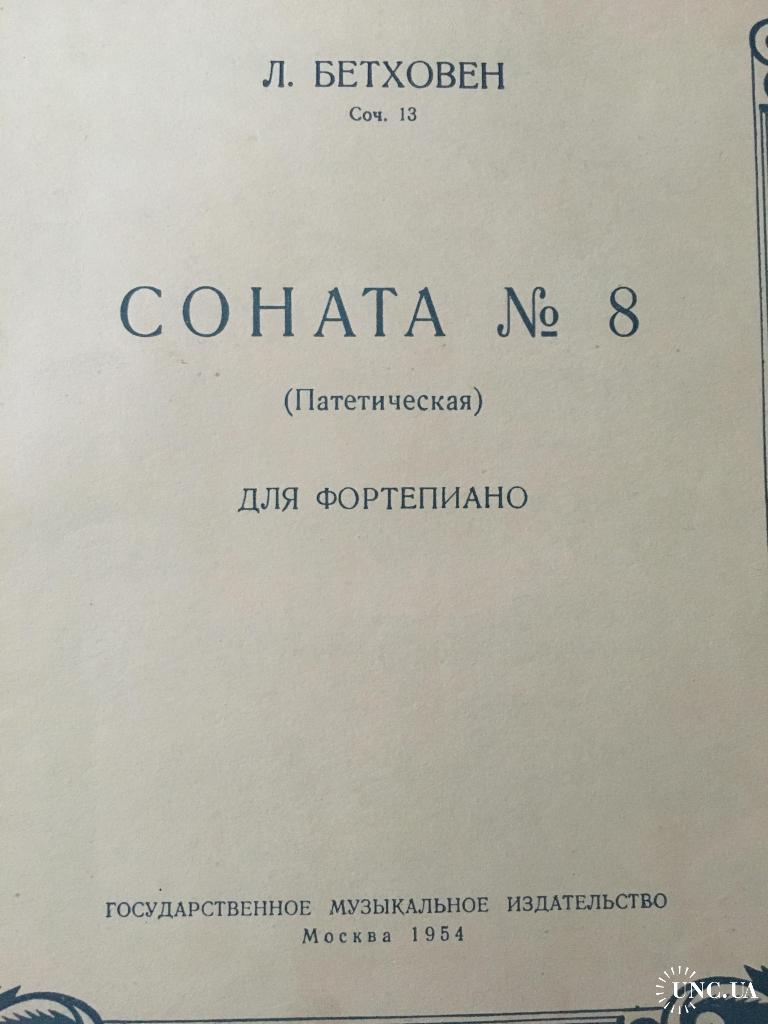 Л. БЕТХОВЕН
Соч. 13
СОНАТА № 8
(Патетическая)
ДЛЯ ФОРТЕПИАНО
ГОСУДАРСТВЕННОЕ МУЗЫКАЛЬНОЕ ИЗДАТЕЛЬСТВО
Москва 1954
UNC.UA